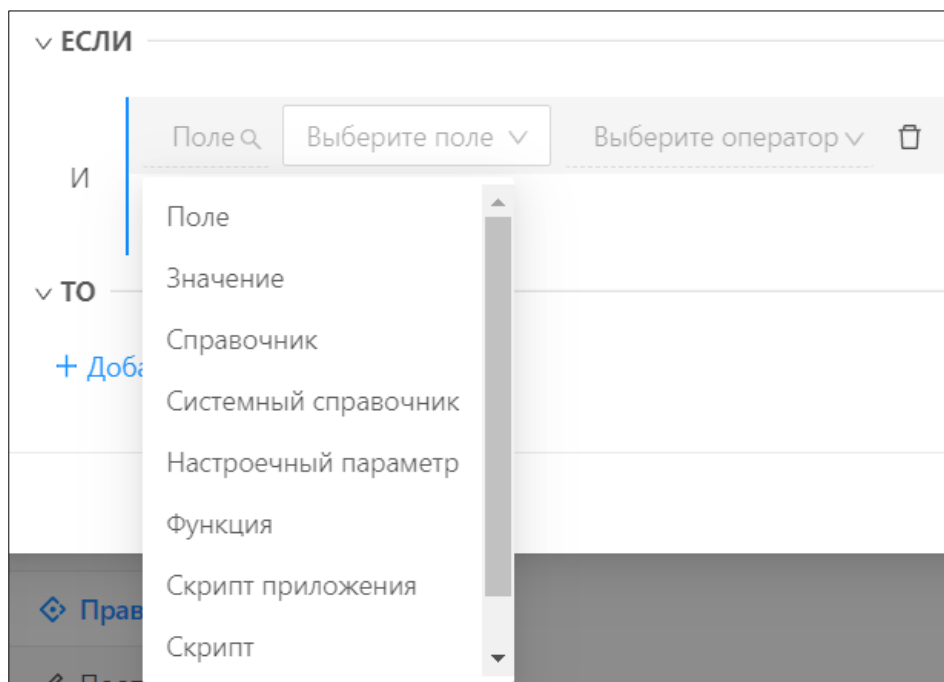 ЕСЛИ
Поле Выберите поле Выберите оператор
И
Поле
Значение
ТО
Справочник
+ Доба
Системный справочник
Настроечный параметр
Функция
Скрипт приложения
Прав
Скрипт